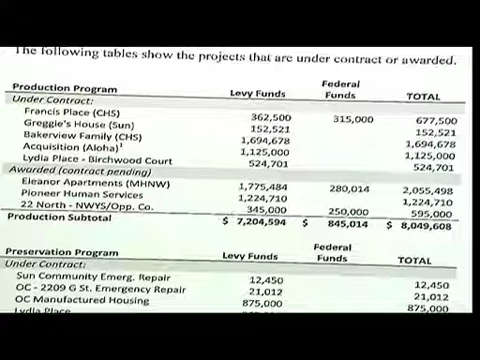 The following tables show the projects that are under contract or awarded.
Production Program Levy Funds Federal Funds TOTAL
Under Contract:
Francis Place (CHS) 362,500 315,000 677,500
Greggie's House (Sun) 152,521 152,521
Bakerview Family (CHS) 1,694,678 1,694,678
Acquisition (Aloha)¹ 1,125,000 1,125,000
Lydia Place - Birchwood Court 524,701 524,701
Awarded (contract pending)
Eleanor Apartments (MHNW) 1,775,484 280,014 2,055,498
Pioneer Human Services 1,224,710 1,224,710
22 North - NWYS/Opp. Co. 345,000 250,000 595,000
Production Subtotal $ 7,204,594 $ 845,014 $ 8,049,608
Preservation Program Levy Funds Federal Funds TOTAL
Under Contract:
Sun Community Emerg. Repair 12,450 12,450
OC - 2209 G St. Emergency Repair 21,012 21,012
OC Manufactured Housing 875,000 875,000
Lydia Place